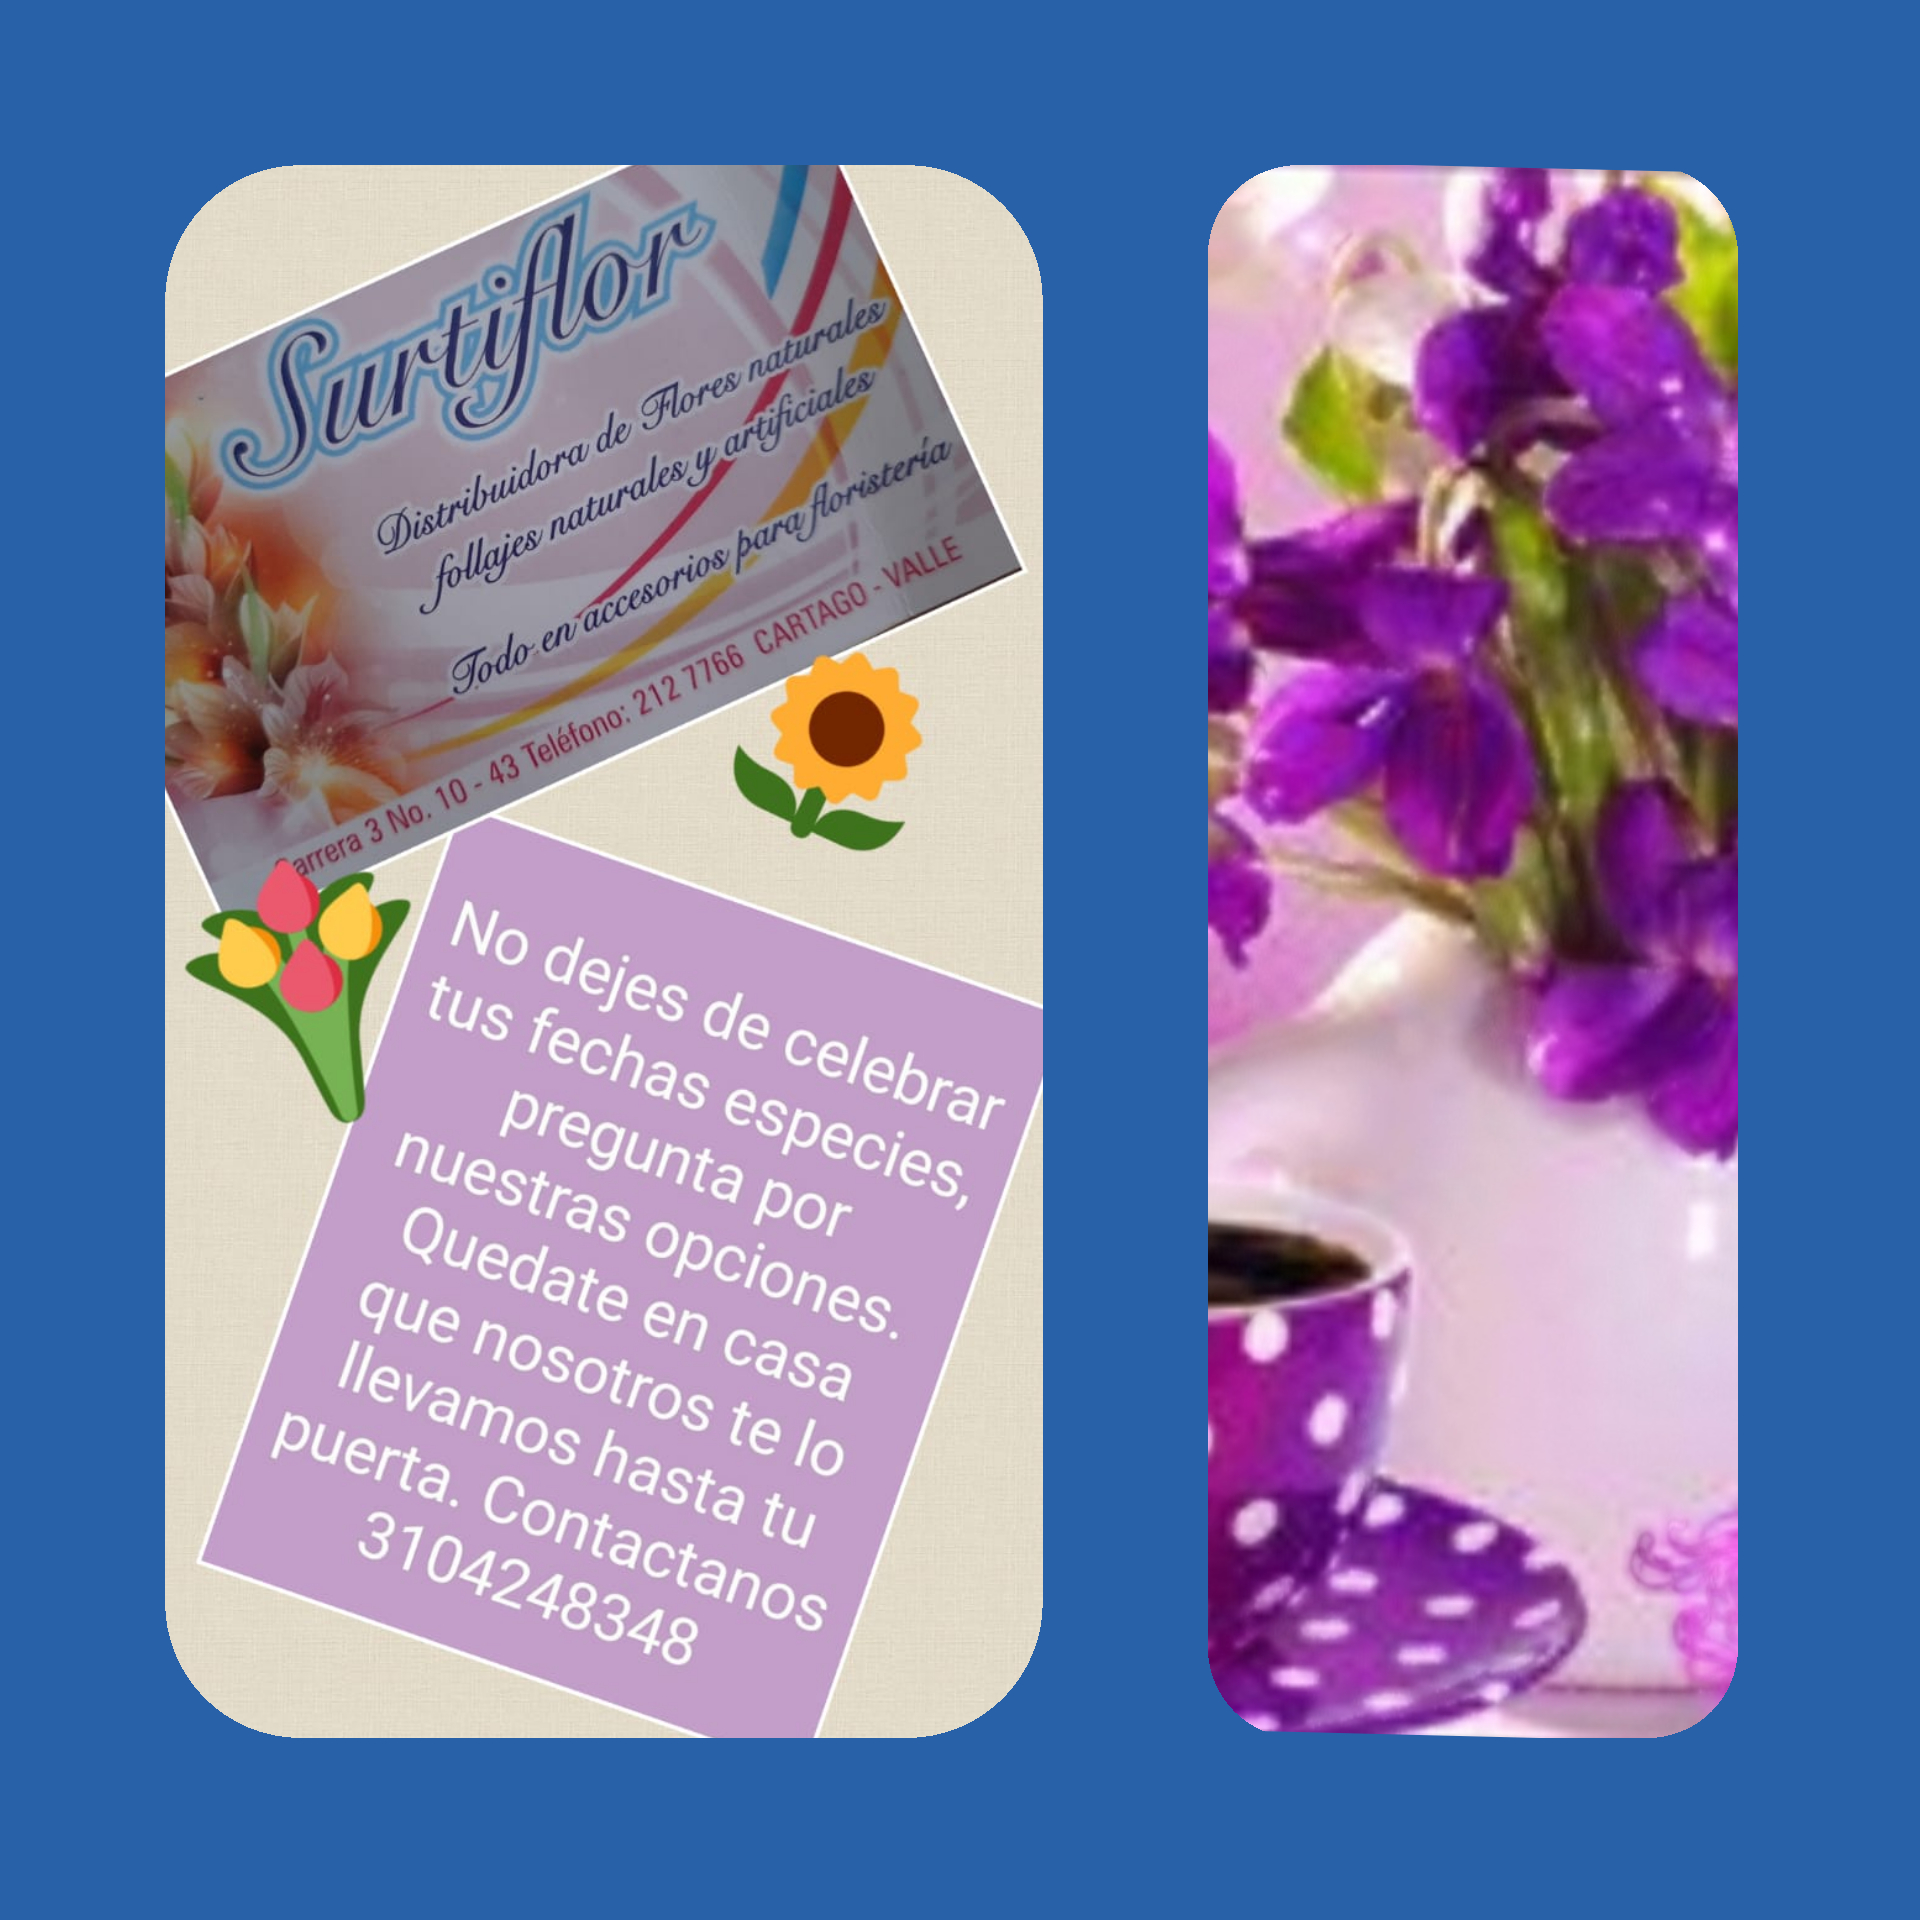 Surtiflor
Distribuidora de Flores naturales
follajes naturales y artificiales
Todo en accesorios para floristería
Carrera 3 No. 10 - 43 Teléfono: 212 7766 CARTAGO - VALLE
No dejes de celebrar
tus fechas especies,
pregunta por
nuestras opciones.
Quedate en casa
que nosotros te lo
llevamos hasta tu
puerta. Contactanos
3104248348